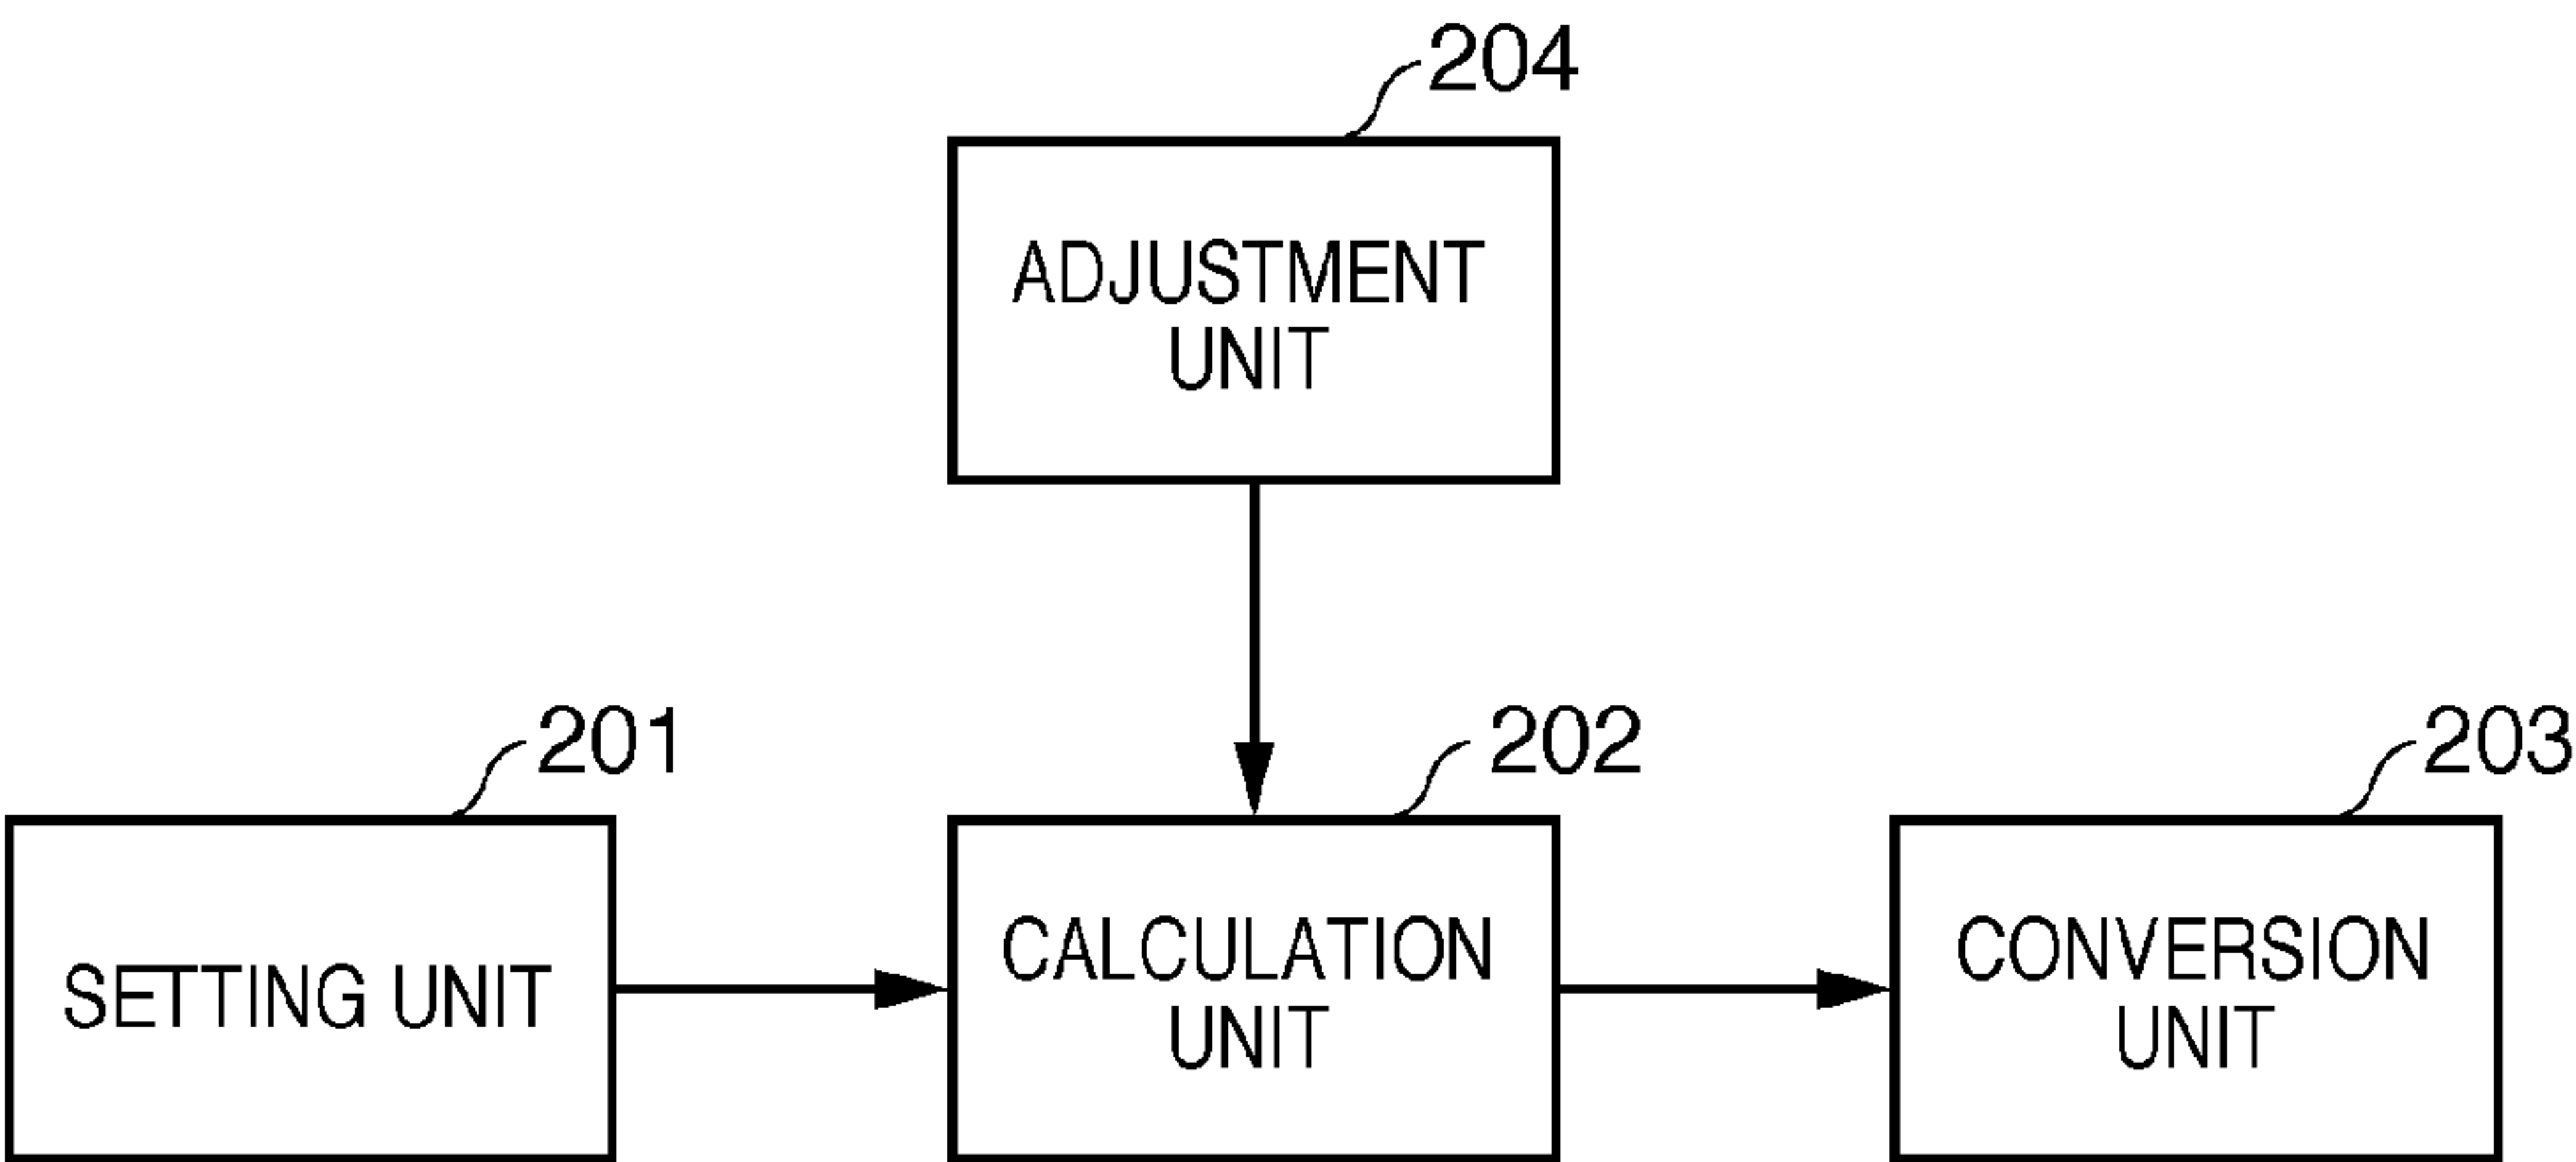 204
ADJUSTMENT
UNIT
201
202
203
SETTING UNIT
CALCULATION
UNIT
CONVERSION
UNIT